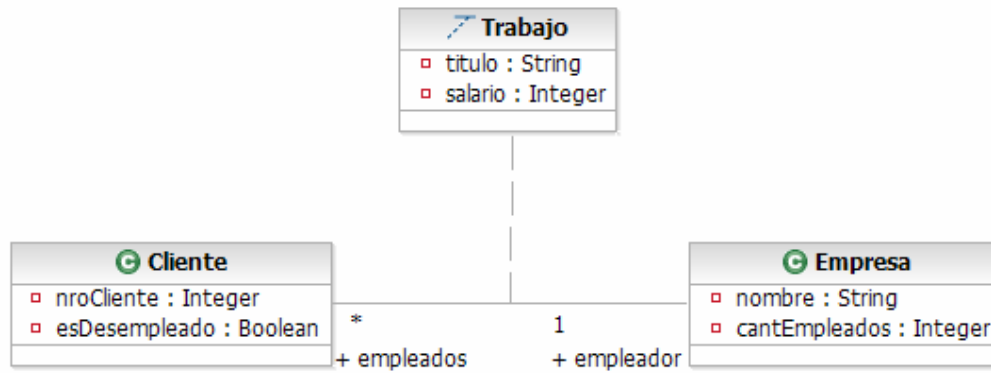 Trabajo
titulo : String
salario : Integer
Cliente
nroCliente : Integer
esDesempleado : Boolean
*
+ empleados
1
+ empleador
Empresa
nombre : String
cantEmpleados : Integer